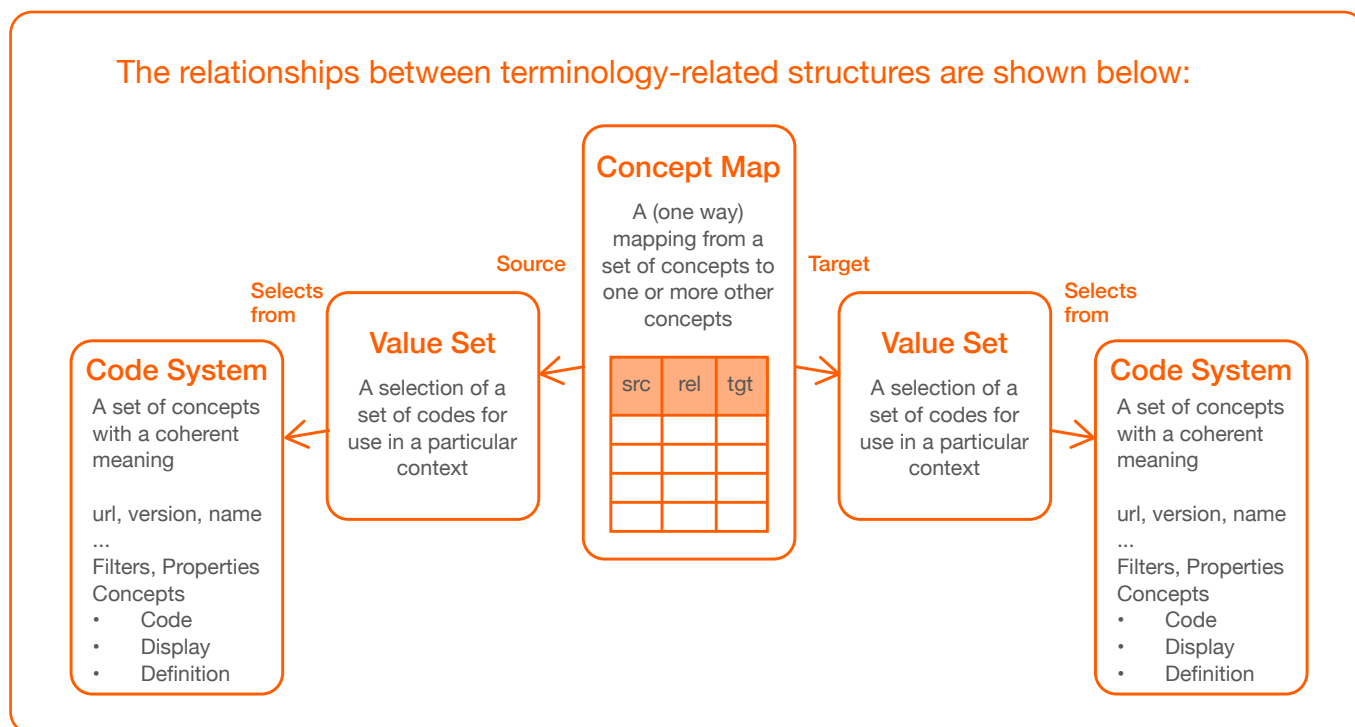 The relationships between terminology-related structures are shown below:
Concept Map
A (one way)
mapping from a
set of concepts to
one or more other
concepts
src rel tgt
Source
Target
Selects
from
Value Set
A selection of a
set of codes for
use in a particular
context
Selects
from
Value Set
A selection of a
set of codes for
use in a particular
context
Code System
A set of concepts
with a coherent
meaning
url, version, name
...
Filters, Properties
Concepts
• Code
• Display
• Definition
Code System
A set of concepts
with a coherent
meaning
url, version, name
...
Filters, Properties
Concepts
• Code
• Display
• Definition